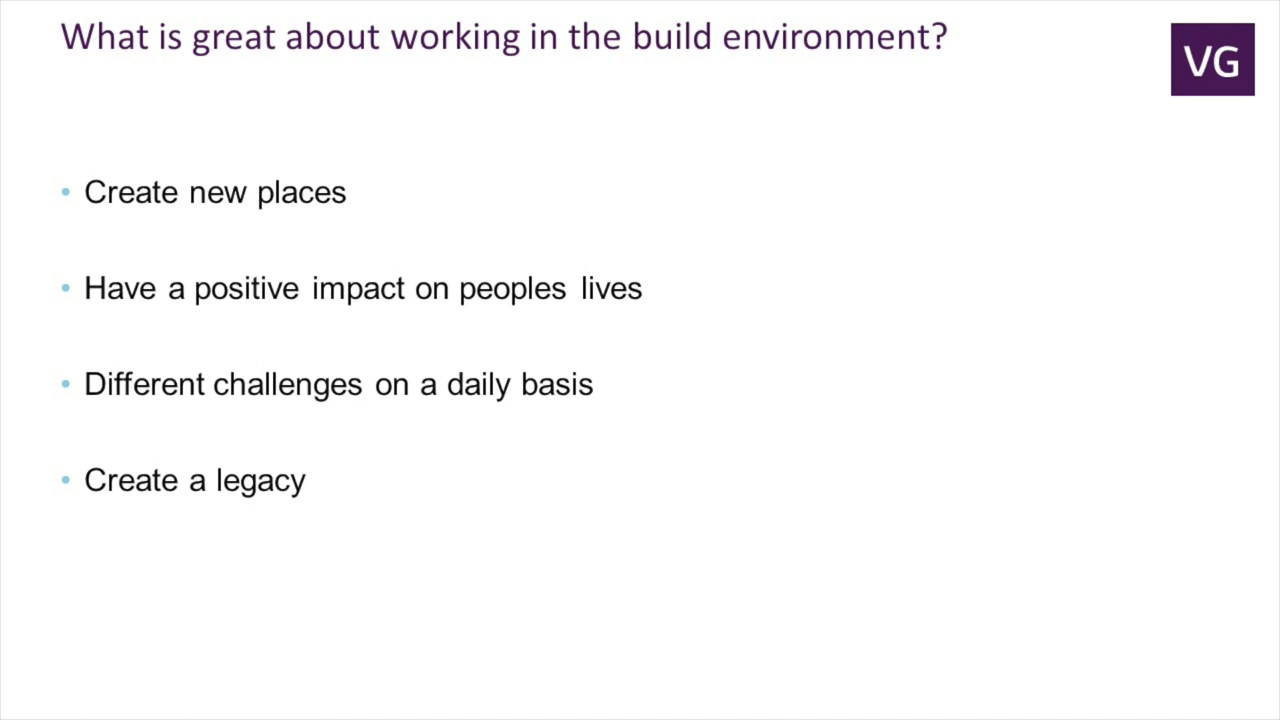 What is great about working in the build environment?
VG
• Create new places
• Have a positive impact on peoples lives
• Different challenges on a daily basis
• Create a legacy